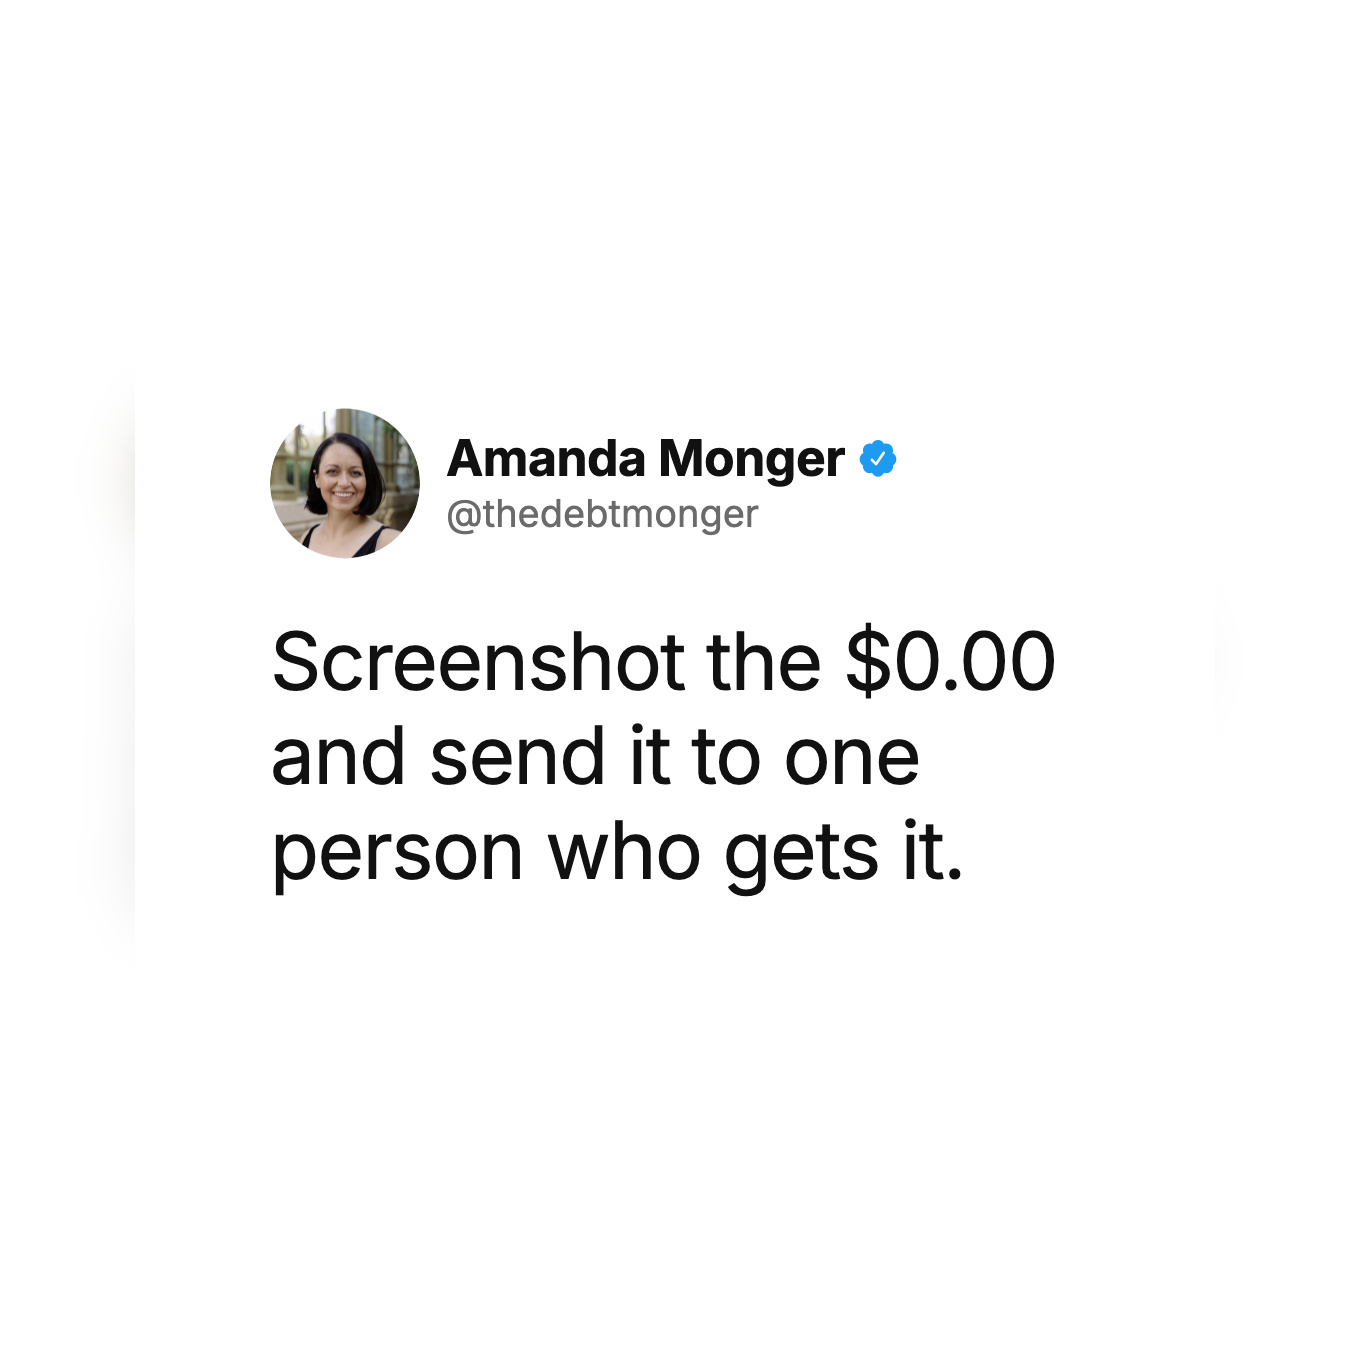 Amanda Monger
@thedebtmonger
Screenshot the $0.00
and send it to one
person who gets it.